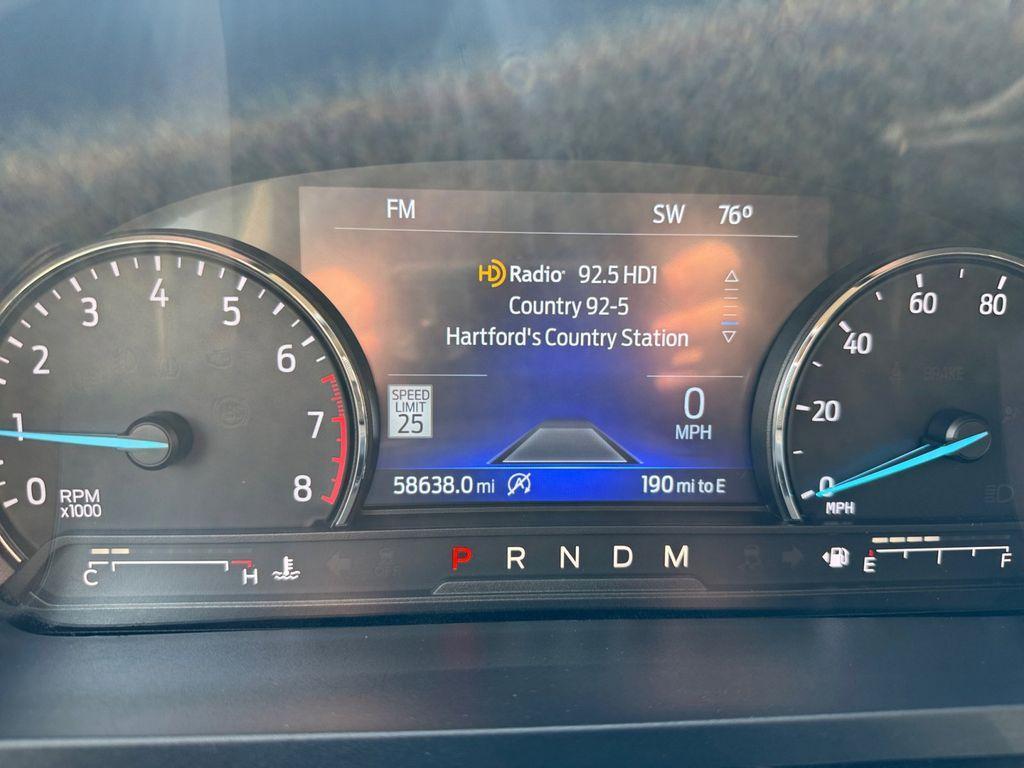 FM SW 76°
HD Radio 92.5 HD1
Country 92-5
Hartford's Country Station
SPEED
LIMIT
25
0
MPH
58638.0 mi 190 mi to E
0 1 2 3 4 5 6 7 8
RPM
x1000
0 20 40 60 80
MPH
BRAKE
C H
P R N D M
E F